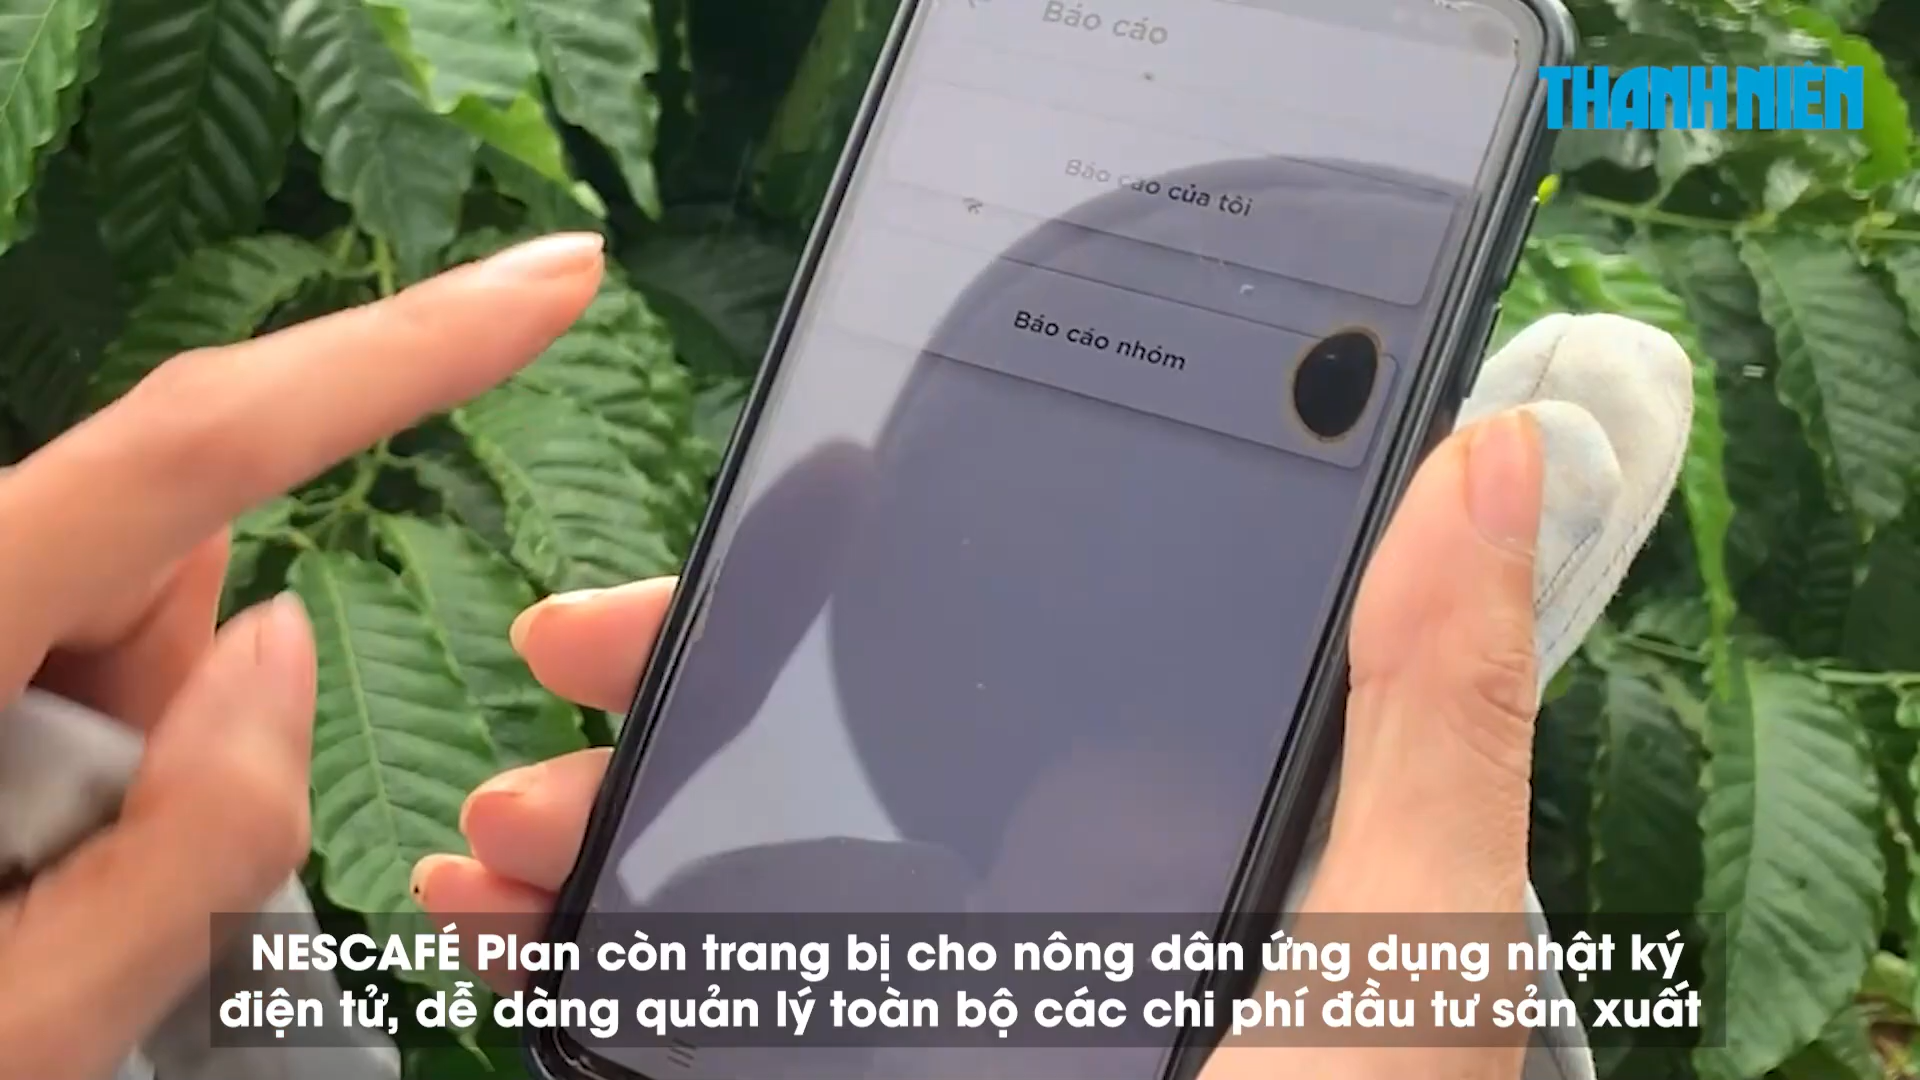 Báo cáo
THANH NIÊN
Báo cáo của tôi
Báo cáo nhóm
NESCAFÉ Plan còn trang bị cho nông dân ứng dụng nhật ký
điện tử, dễ dàng quản lý toàn bộ các chi phí đầu tư sản xuất